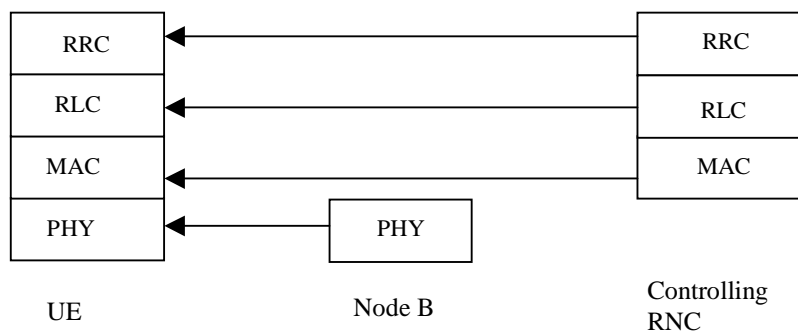 RRC
RRC
RLC
RLC
MAC
MAC
PHY
PHY
UE
Node B
Controlling
RNC